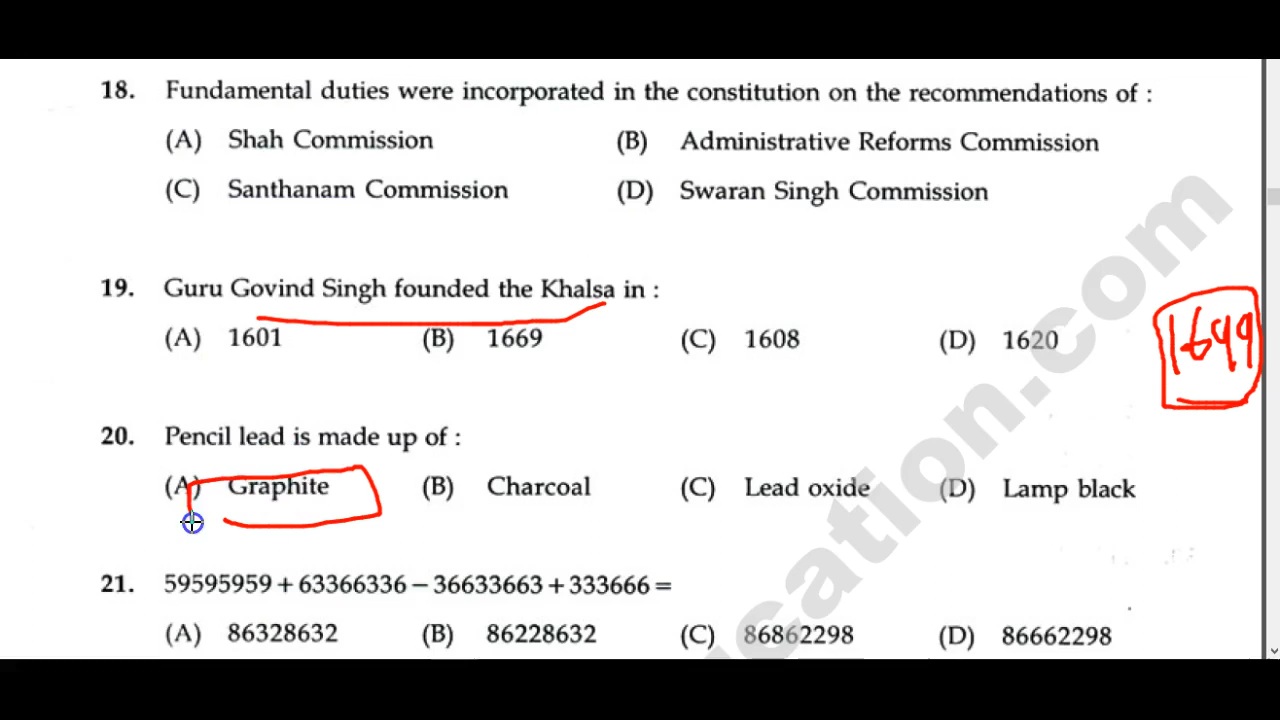 18. Fundamental duties were incorporated in the constitution on the recommendations of :
(A) Shah Commission (B) Administrative Reforms Commission
(C) Santhanam Commission (D) Swaran Singh Commission
19. Guru Govind Singh founded the Khalsa in :
(A) 1601 (B) 1669 (C) 1608 (D) 1620
1699
20. Pencil lead is made up of :
(A) Graphite (B) Charcoal (C) Lead oxide (D) Lamp black
21. 59595959 + 63366336 − 36633663 + 333666 =
(A) 86328632 (B) 86228632 (C) 86862298 (D) 86662298
cation.com